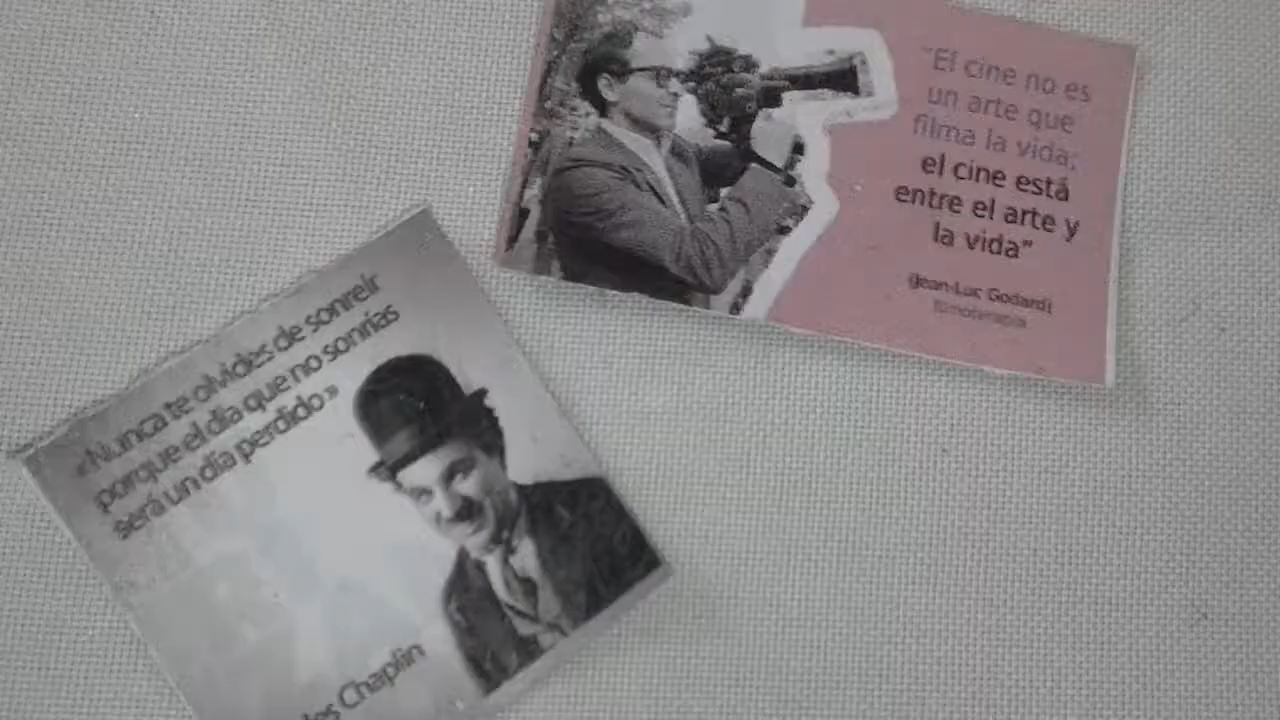 "El cine no es
un arte que
filma la vida;
el cine está
entre el arte y
la vida"
(Jean-Luc Godard)
«Nunca te olvides de sonreír
porque el día que no sonrías
será un día perdido»
Chaplin